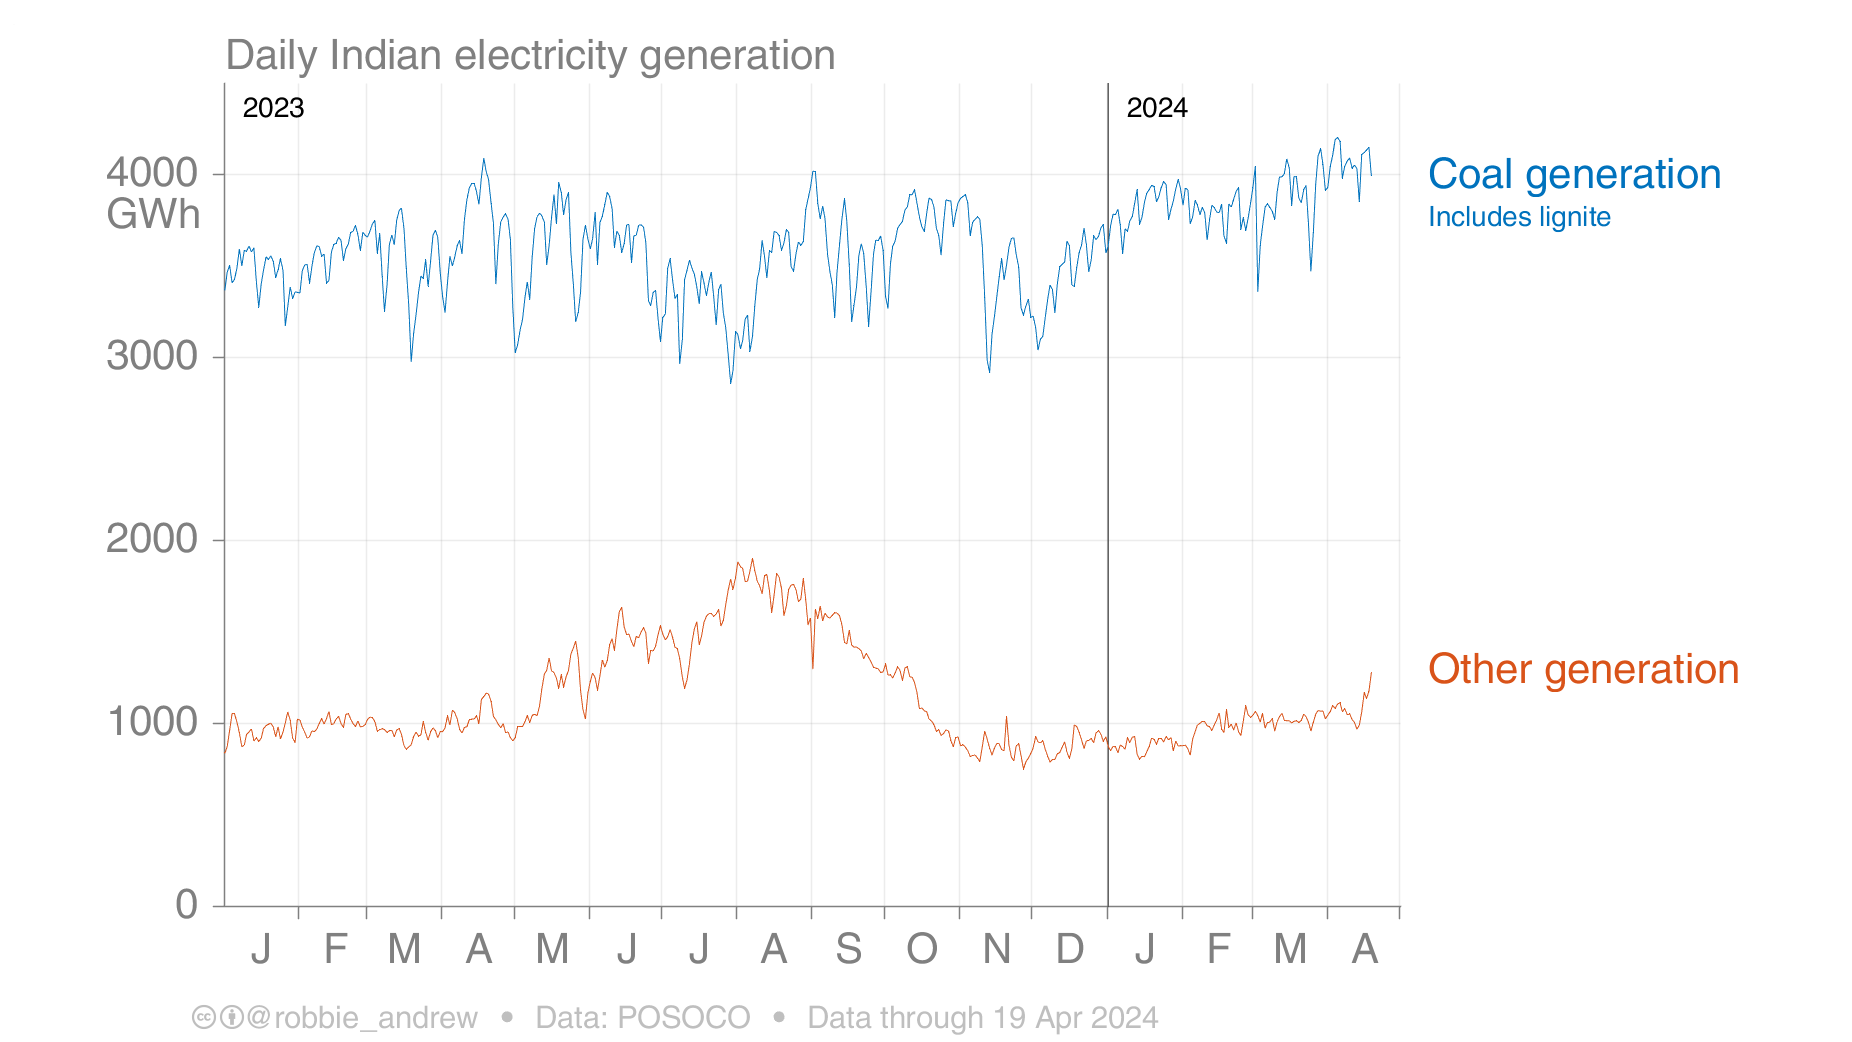 Daily Indian electricity generation
2023
2024
4000
GWh
3000
2000
1000
0
Coal generation
Includes lignite
Other generation
J F M A M J J A S O N D J F M A
cc @robbie_andrew • Data: POSOCO • Data through 19 Apr 2024